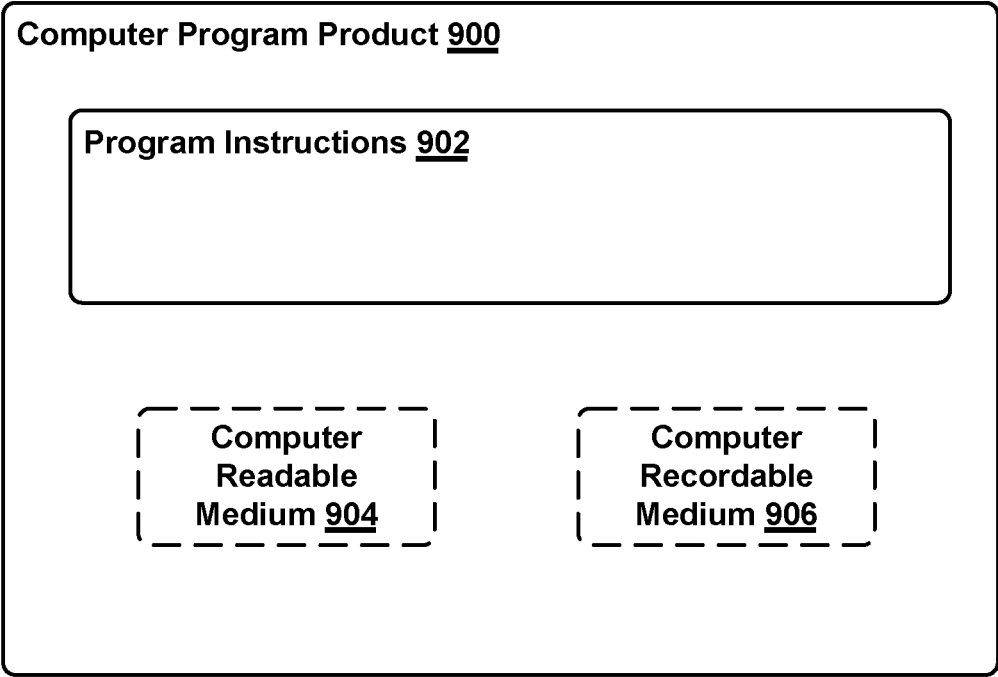 Computer Program Product 900
Program Instructions 902
Computer
Readable
Medium 904
Computer
Recordable
Medium 906